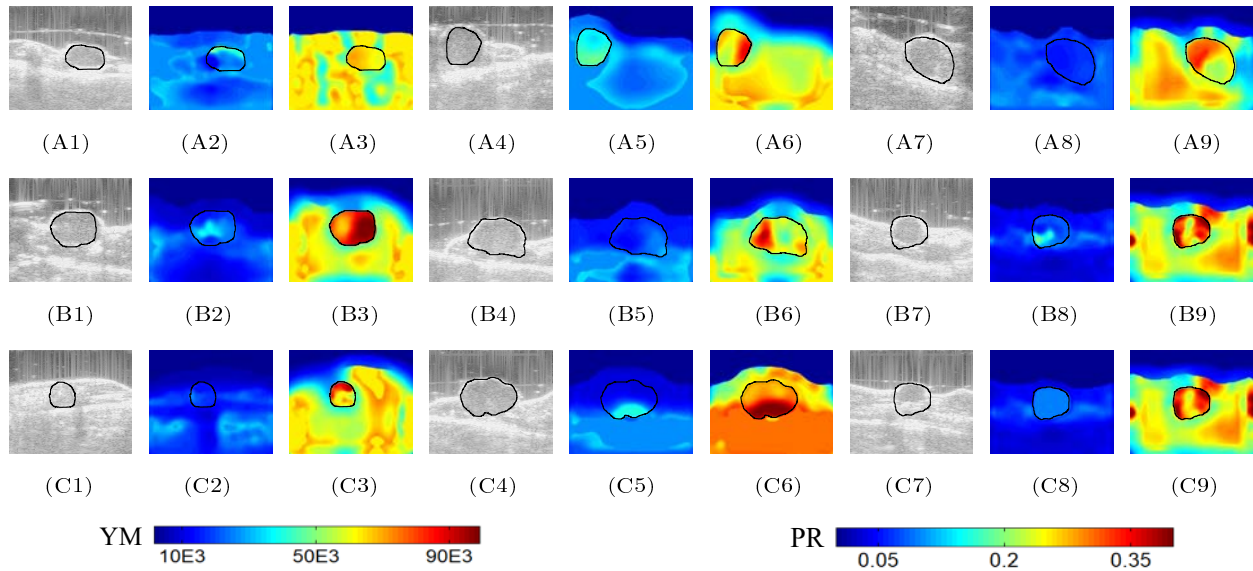 (A1) (A2) (A3) (A4) (A5) (A6) (A7) (A8) (A9)
(B1) (B2) (B3) (B4) (B5) (B6) (B7) (B8) (B9)
(C1) (C2) (C3) (C4) (C5) (C6) (C7) (C8) (C9)
YM 10E3 50E3 90E3 PR 0.05 0.2 0.35